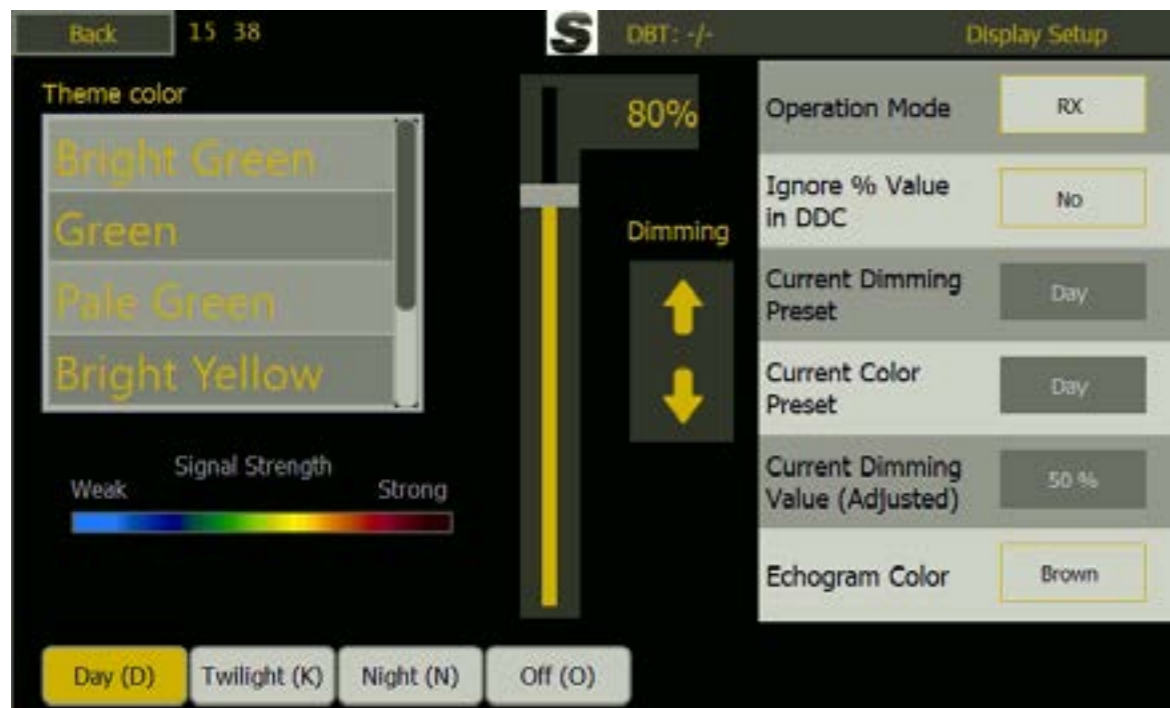 Back
15 38
S
DBT: -/-
Display Setup
Theme color
Bright Green
Green
Pale Green
Bright Yellow
Signal Strength
Weak
Strong
80%
Dimming
Operation Mode
RX
Ignore % Value
in DDC
No
Current Dimming
Preset
Day
Current Color
Preset
Day
Current Dimming
Value (Adjusted)
50 %
Echogram Color
Brown
Day (D)
Twilight (K)
Night (N)
Off (O)